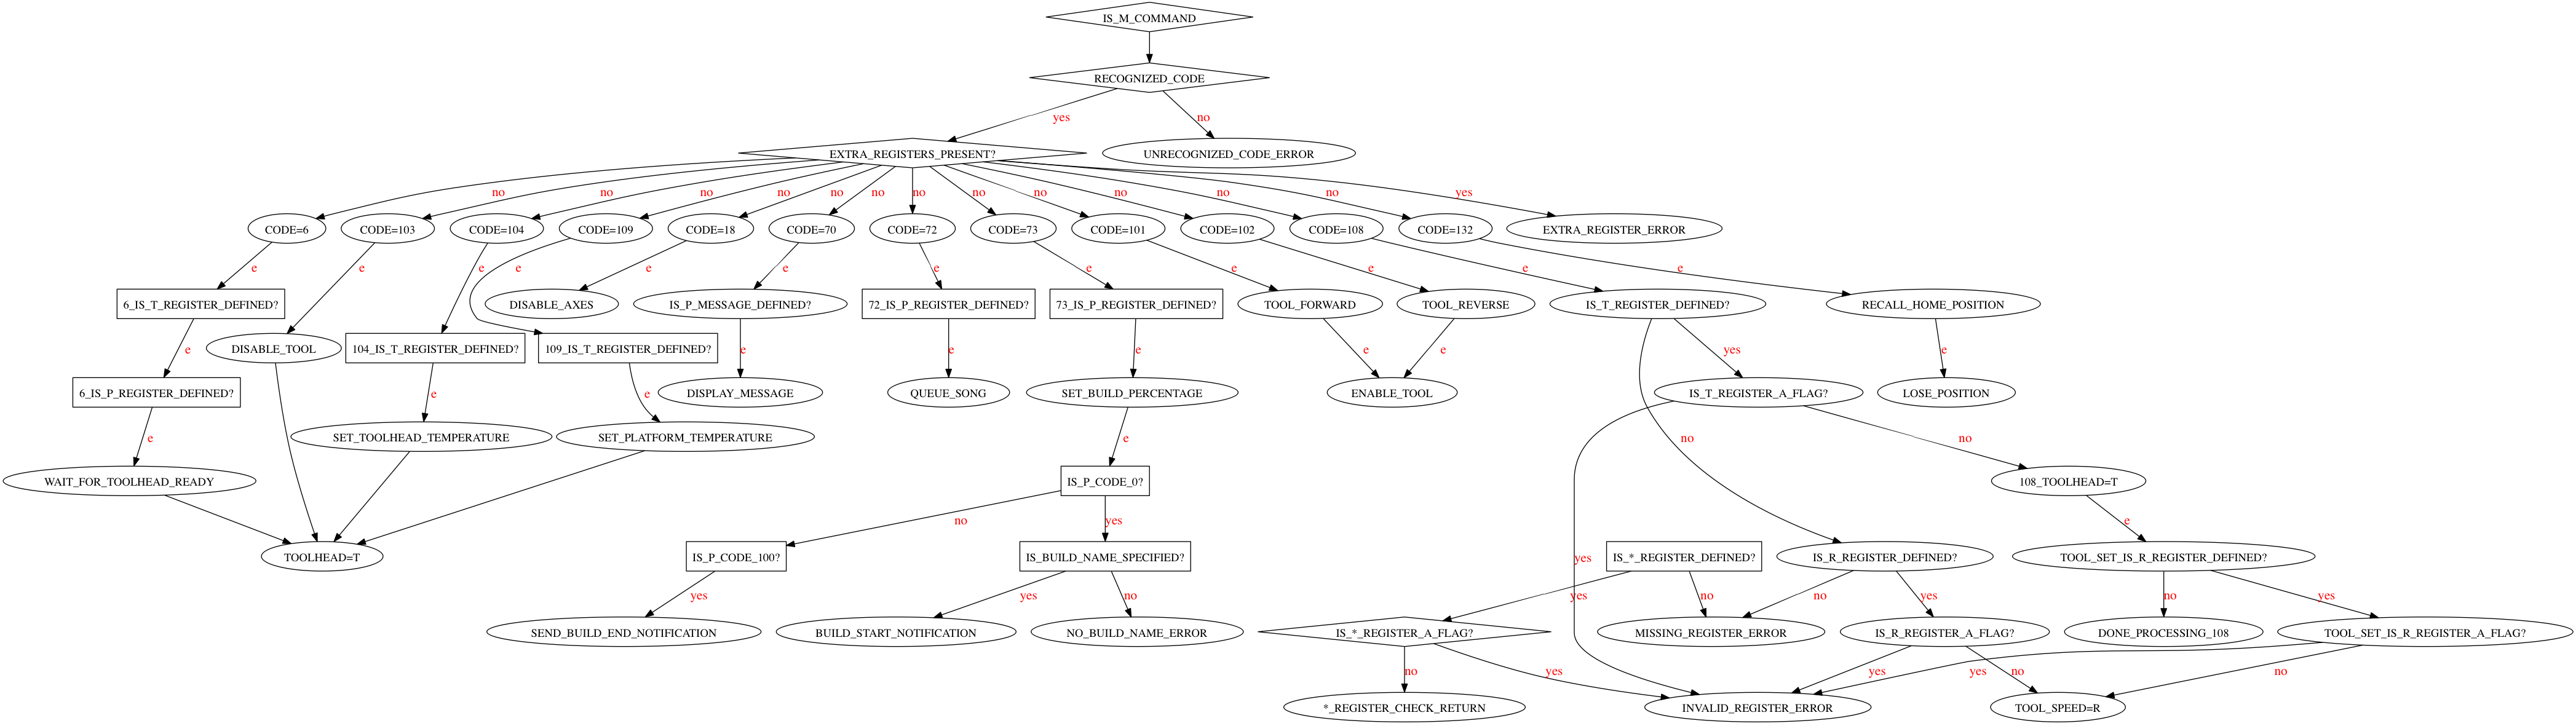 IS_M_COMMAND
RECOGNIZED_CODE
yes
no
EXTRA_REGISTERS_PRESENT?
UNRECOGNIZED_CODE_ERROR
no
no
no
no
no
no
no
no
no
no
no
no
yes
CODE=6
CODE=103
CODE=104
CODE=109
CODE=18
CODE=70
CODE=72
CODE=73
CODE=101
CODE=102
CODE=108
CODE=132
EXTRA_REGISTER_ERROR
e
e
e
e
e
e
e
e
e
e
e
e
6_IS_T_REGISTER_DEFINED?
DISABLE_AXES
IS_P_MESSAGE_DEFINED?
72_IS_P_REGISTER_DEFINED?
73_IS_P_REGISTER_DEFINED?
TOOL_FORWARD
TOOL_REVERSE
IS_T_REGISTER_DEFINED?
RECALL_HOME_POSITION
e
DISABLE_TOOL
104_IS_T_REGISTER_DEFINED?
109_IS_T_REGISTER_DEFINED?
e
e
e
e
e
yes
e
6_IS_P_REGISTER_DEFINED?
DISPLAY_MESSAGE
QUEUE_SONG
SET_BUILD_PERCENTAGE
ENABLE_TOOL
IS_T_REGISTER_A_FLAG?
LOSE_POSITION
e
e
e
e
no
no
SET_TOOLHEAD_TEMPERATURE
SET_PLATFORM_TEMPERATURE
WAIT_FOR_TOOLHEAD_READY
IS_P_CODE_0?
108_TOOLHEAD=T
no
yes
e
TOOLHEAD=T
IS_P_CODE_100?
IS_BUILD_NAME_SPECIFIED?
yes
IS_*_REGISTER_DEFINED?
IS_R_REGISTER_DEFINED?
TOOL_SET_IS_R_REGISTER_DEFINED?
yes
yes
no
yes
no
no
yes
no
yes
SEND_BUILD_END_NOTIFICATION
BUILD_START_NOTIFICATION
NO_BUILD_NAME_ERROR
IS_*_REGISTER_A_FLAG?
MISSING_REGISTER_ERROR
IS_R_REGISTER_A_FLAG?
DONE_PROCESSING_108
TOOL_SET_IS_R_REGISTER_A_FLAG?
no
yes
yes
no
yes
no
*_REGISTER_CHECK_RETURN
INVALID_REGISTER_ERROR
TOOL_SPEED=R